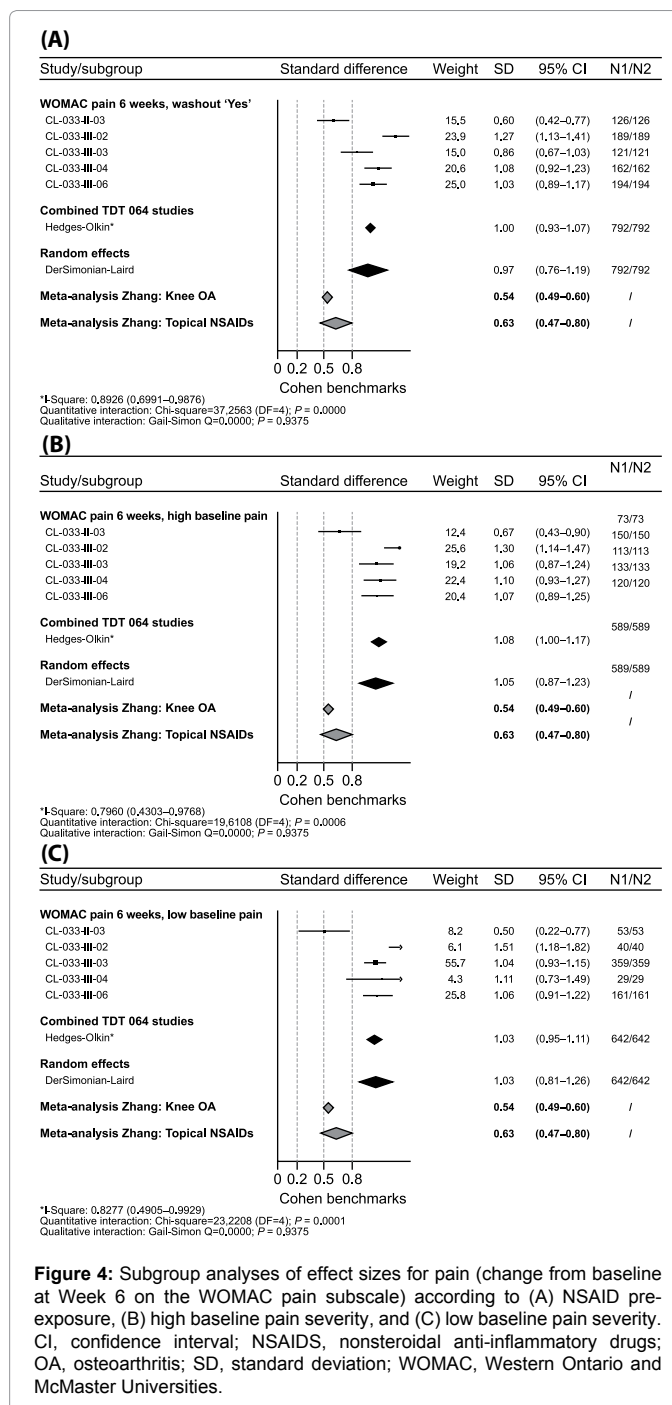 (A)
Study/subgroup Standard difference Weight SD 95% CI N1/N2
WOMAC pain 6 weeks, washout ‘Yes’
CL-033-II-03 15.5 0.60 (0.42–0.77) 126/126
CL-033-III-02 23.9 1.27 (1.13–1.41) 189/189
CL-033-III-03 15.0 0.86 (0.67–1.03) 121/121
CL-033-III-04 20.6 1.08 (0.92–1.23) 162/162
CL-033-III-06 25.0 1.03 (0.89–1.17) 194/194
Combined TDT 064 studies
Hedges-Olkin* 1.00 (0.93–1.07) 792/792
Random effects
DerSimonian-Laird 0.97 (0.76–1.19) 792/792
Meta-analysis Zhang: Knee OA 0.54 (0.49–0.60) /
Meta-analysis Zhang: Topical NSAIDs 0.63 (0.47–0.80) /
0 0.2 0.5 0.8
Cohen benchmarks
*I-Square: 0.8926 (0.6991–0.9876)
Quantitative interaction: Chi-square=37,2563 (DF=4); P = 0.0000
Qualitative interaction: Gail-Simon Q=0.0000; P = 0.9375
(B)
Study/subgroup Standard difference Weight SD 95% CI N1/N2
WOMAC pain 6 weeks, high baseline pain 73/73
CL-033-II-03 12.4 0.67 (0.43–0.90) 150/150
CL-033-III-02 25.6 1.30 (1.14–1.47) 113/113
CL-033-III-03 19.2 1.06 (0.87–1.24) 133/133
CL-033-III-04 22.4 1.10 (0.93–1.27) 120/120
CL-033-III-06 20.4 1.07 (0.89–1.25)
Combined TDT 064 studies 589/589
Hedges-Olkin* 1.08 (1.00–1.17)
Random effects 589/589
DerSimonian-Laird 1.05 (0.87–1.23)
/
Meta-analysis Zhang: Knee OA 0.54 (0.49–0.60)
/
Meta-analysis Zhang: Topical NSAIDs 0.63 (0.47–0.80)
0 0.2 0.5 0.8
Cohen benchmarks
*I-Square: 0.7960 (0.4303–0.9768)
Quantitative interaction: Chi-square=19,6108 (DF=4); P = 0.0006
Qualitative interaction: Gail-Simon Q=0.0000; P = 0.9375
(C)
Study/subgroup Standard difference Weight SD 95% CI N1/N2
WOMAC pain 6 weeks, low baseline pain
CL-033-II-03 8.2 0.50 (0.22–0.77) 53/53
CL-033-III-02 6.1 1.51 (1.18–1.82) 40/40
CL-033-III-03 55.7 1.04 (0.93–1.15) 359/359
CL-033-III-04 4.3 1.11 (0.73–1.49) 29/29
CL-033-III-06 25.8 1.06 (0.91–1.22) 161/161
Combined TDT 064 studies
Hedges-Olkin* 1.03 (0.95–1.11) 642/642
Random effects
DerSimonian-Laird 1.03 (0.81–1.26) 642/642
Meta-analysis Zhang: Knee OA 0.54 (0.49–0.60) /
Meta-analysis Zhang: Topical NSAIDs 0.63 (0.47–0.80) /
0 0.2 0.5 0.8
Cohen benchmarks
*I-Square: 0.8277 (0.4905–0.9929)
Quantitative interaction: Chi-square=23,2208 (DF=4); P = 0.0001
Qualitative interaction: Gail-Simon Q=0.0000; P = 0.9375
Figure 4: Subgroup analyses of effect sizes for pain (change from baseline
at Week 6 on the WOMAC pain subscale) according to (A) NSAID pre-
exposure, (B) high baseline pain severity, and (C) low baseline pain severity.
CI, confidence interval; NSAIDS, nonsteroidal anti-inflammatory drugs;
OA, osteoarthritis; SD, standard deviation; WOMAC, Western Ontario and
McMaster Universities.